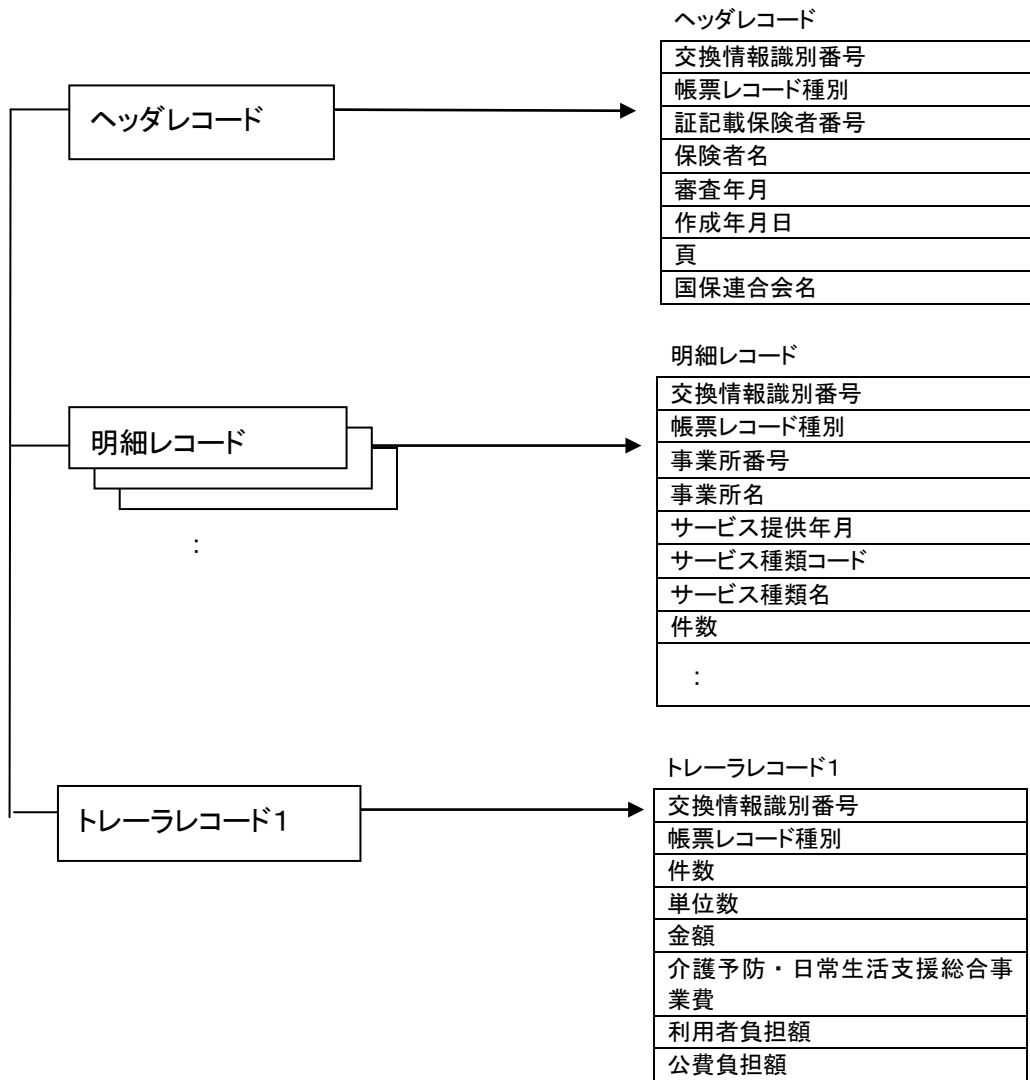 ヘッダレコード
ヘッダレコード
交換情報識別番号
帳票レコード種別
証記載保険者番号
保険者名
審査年月
作成年月日
頁
国保連合会名
明細レコード
:
明細レコード
交換情報識別番号
帳票レコード種別
事業所番号
事業所名
サービス提供年月
サービス種類コード
サービス種類名
件数
:
トレーラレコード1
トレーラレコード1
交換情報識別番号
帳票レコード種別
件数
単位数
金額
介護予防・日常生活支援総合事
業費
利用者負担額
公費負担額